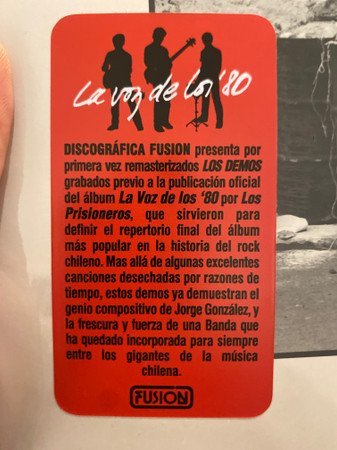 La voz de los '80
DISCOGRÁFICA FUSION presenta por
primera vez remasterizados LOS DEMOS
grabados previo a la publicación oficial
del álbum La Voz de los ‘80 por Los
Prisioneros, que sirvieron para
definir el repertorio final del álbum
más popular en la historia del rock
chileno. Mas allá de algunas excelentes
canciones desechadas por razones de
tiempo, estos demos ya demuestran el
genio compositivo de Jorge González, y
la frescura y fuerza de una Banda que
ha quedado incorporada para siempre
entre los gigantes de la música
chilena.
FUSION